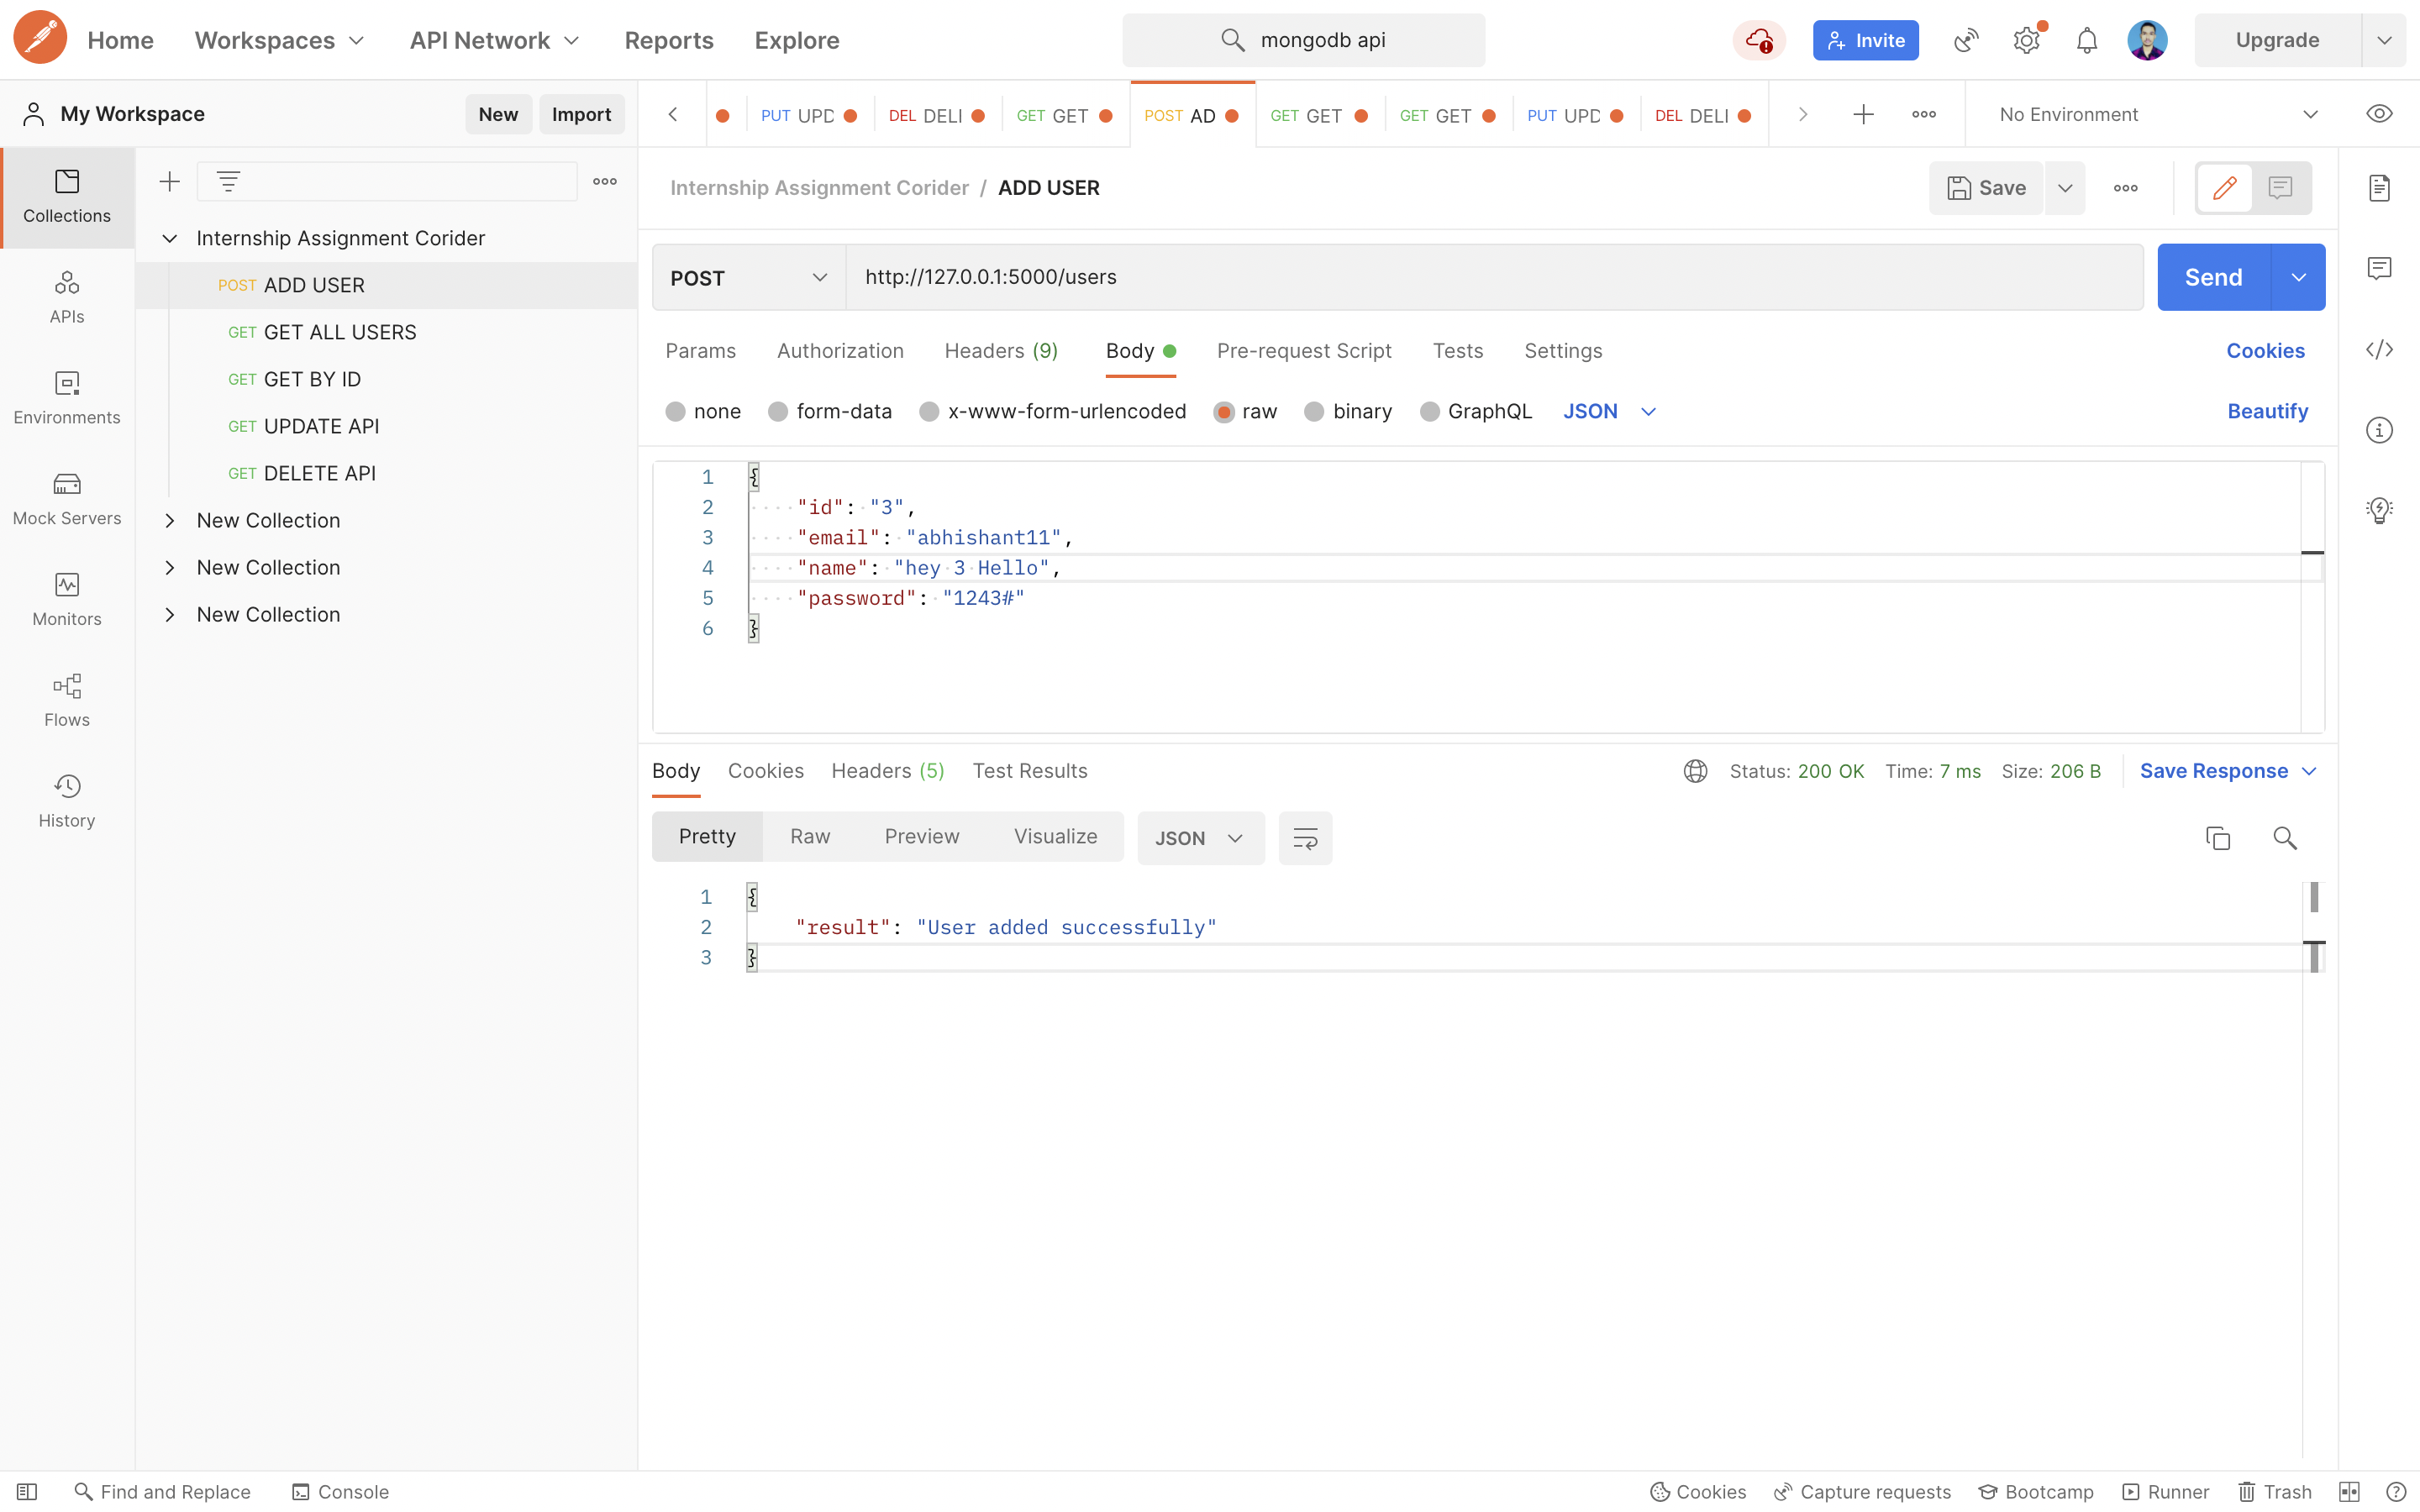 Home Workspaces API Network Reports Explore mongodb api Invite Upgrade
My Workspace New Import
PUT UPD DEL DELI GET GET POST AD GET GET GET GET PUT UPD DEL DELI No Environment
Collections
APIs
Environments
Mock Servers
Monitors
Flows
History
Internship Assignment Corider
POST ADD USER
GET GET ALL USERS
GET GET BY ID
GET UPDATE API
GET DELETE API
New Collection
New Collection
New Collection
Internship Assignment Corider / ADD USER Save
POST http://127.0.0.1:5000/users Send
Params Authorization Headers (9) Body Pre-request Script Tests Settings Cookies
none form-data x-www-form-urlencoded raw binary GraphQL JSON Beautify
1 {
2 "id": "3",
3 "email": "abhishant11",
4 "name": "hey 3 Hello",
5 "password": "1243#"
6 }
Body Cookies Headers (5) Test Results Status: 200 OK Time: 7 ms Size: 206 B Save Response
Pretty Raw Preview Visualize JSON
1 {
2 "result": "User added successfully"
3 }
Find and Replace Console Cookies Capture requests Bootcamp Runner Trash